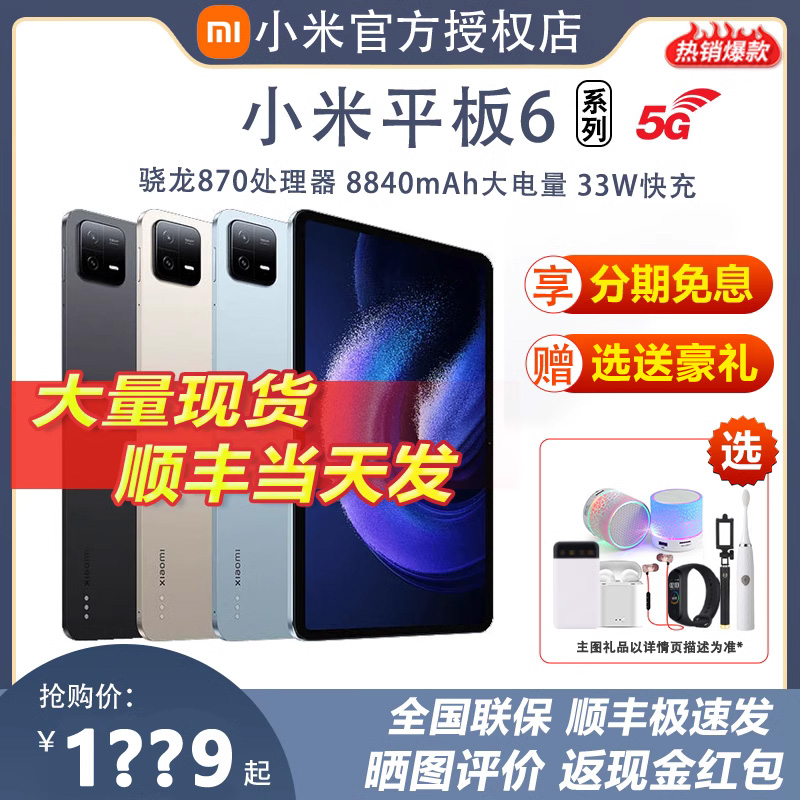 小米官方授权店
热销爆款
小米平板6
系列
5G
骁龙870处理器 8840mAh大电量 33W快充
享 分期免息
赠 选送豪礼
大量现货
顺丰当天发
选
xiaomi
xiaomi
xiaomi
主图礼品以详情页描述为准*
抢购价：
¥1??9起
全国联保 顺丰极速发
晒图评价 返现金红包